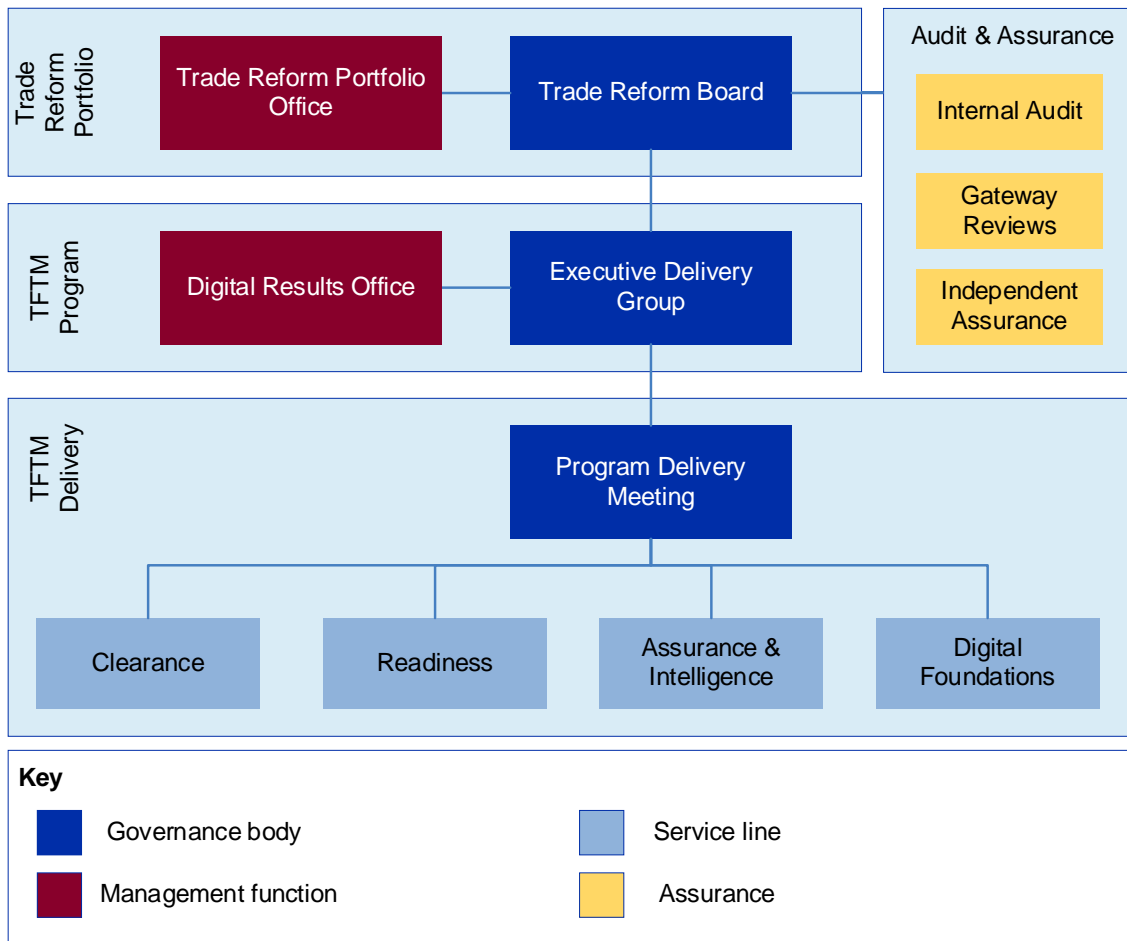 Trade
Reform
Portfolio
Trade Reform Portfolio
Office
Trade Reform Board
Audit & Assurance
Internal Audit
Gateway
Reviews
Independent
Assurance
TFTM
Program
Digital Results Office
Executive Delivery
Group
TFTM
Delivery
Program Delivery
Meeting
Clearance
Readiness
Assurance &
Intelligence
Digital
Foundations
Key
Governance body
Service line
Management function
Assurance